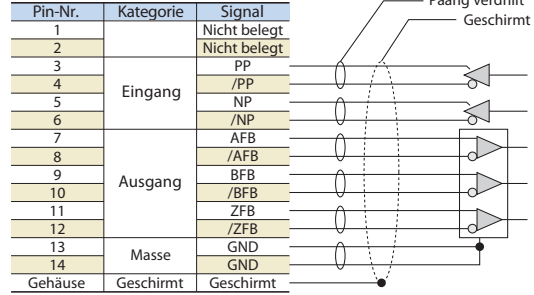 Paarig verdrillt
Geschirmt
Pin-Nr. Kategorie Signal
1 Nicht belegt
2 Nicht belegt
3 PP
4 Eingang /PP
5 NP
6 /NP
7 AFB
8 /AFB
9 BFB
10 Ausgang /BFB
11 ZFB
12 /ZFB
13 Masse GND
14 GND
Gehäuse Geschirmt Geschirmt